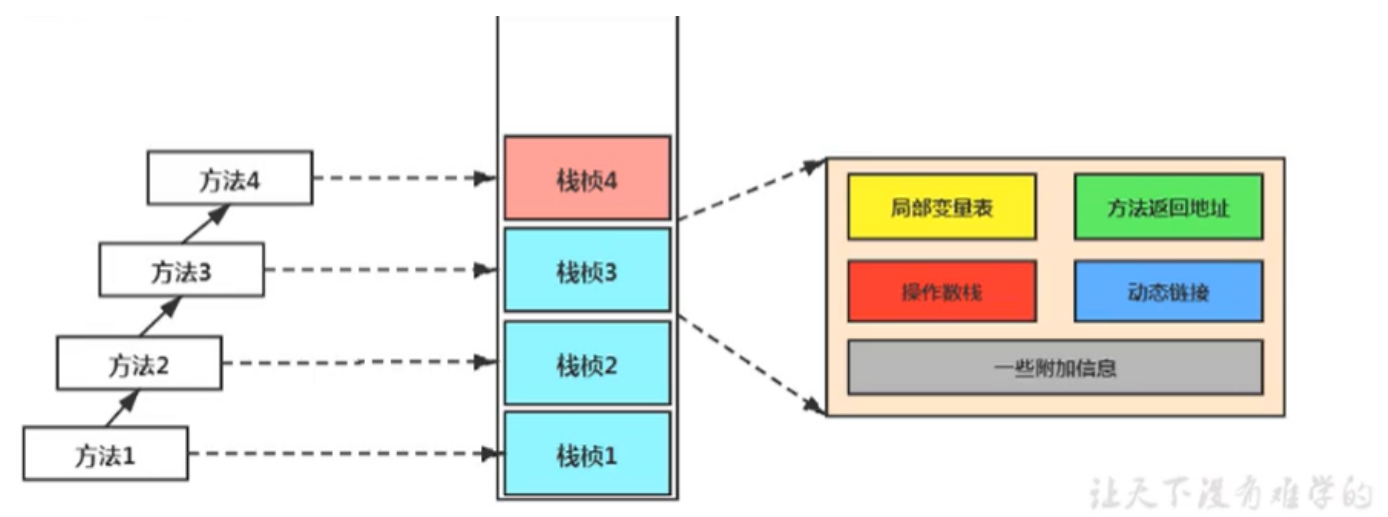 方法4
栈桢4
局部变量表
方法返回地址
方法3
栈桢3
操作数栈
动态链接
方法2
栈桢2
一些附加信息
方法1
栈桢1
让天下没有难学的